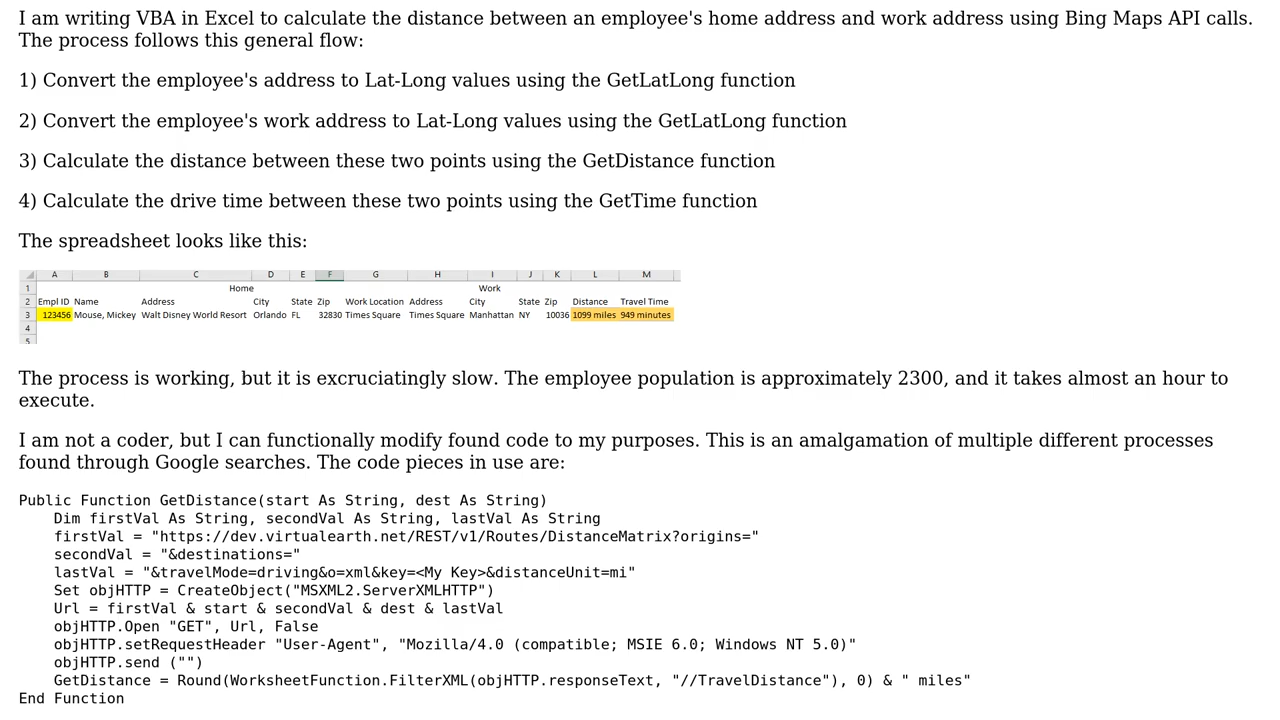 I am writing VBA in Excel to calculate the distance between an employee's home address and work address using Bing Maps API calls.
The process follows this general flow:
1) Convert the employee's address to Lat-Long values using the GetLatLong function
2) Convert the employee's work address to Lat-Long values using the GetLatLong function
3) Calculate the distance between these two points using the GetDistance function
4) Calculate the drive time between these two points using the GetTime function
The spreadsheet looks like this:
A B C D E F G H I J K L M
1 Home Work
2 Empl ID Name Address City State Zip Work Location Address City State Zip Distance Travel Time
3 123456 Mouse, Mickey Walt Disney World Resort Orlando FL 32830 Times Square Times Square Manhattan NY 10036 1099 miles 949 minutes
4
5
The process is working, but it is excruciatingly slow. The employee population is approximately 2300, and it takes almost an hour to
execute.
I am not a coder, but I can functionally modify found code to my purposes. This is an amalgamation of multiple different processes
found through Google searches. The code pieces in use are:
Public Function GetDistance(start As String, dest As String)
    Dim firstVal As String, secondVal As String, lastVal As String
    firstVal = "https://dev.virtualearth.net/REST/v1/Routes/DistanceMatrix?origins="
    secondVal = "&destinations="
    lastVal = "&travelMode=driving&o=xml&key=<My Key>&distanceUnit=mi"
    Set objHTTP = CreateObject("MSXML2.ServerXMLHTTP")
    Url = firstVal & start & secondVal & dest & lastVal
    objHTTP.Open "GET", Url, False
    objHTTP.setRequestHeader "User-Agent", "Mozilla/4.0 (compatible; MSIE 6.0; Windows NT 5.0)"
    objHTTP.send ("")
    GetDistance = Round(WorksheetFunction.FilterXML(objHTTP.responseText, "//TravelDistance"), 0) & " miles"
End Function